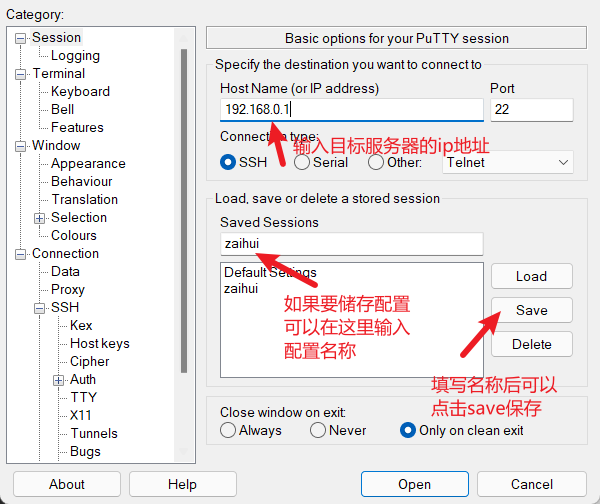 Category:
Session
Logging
Terminal
Keyboard
Bell
Features
Window
Appearance
Behaviour
Translation
Selection
Colours
Connection
Data
Proxy
SSH
Kex
Host keys
Cipher
Auth
TTY
X11
Tunnels
Bugs
Basic options for your PuTTY session
Specify the destination you want to connect to
Host Name (or IP address) Port
192.168.0.1 22
Connection type:
输入目标服务器的ip地址
SSH Serial Other: Telnet
Load, save or delete a stored session
Saved Sessions
zaihui
Default Settings
zaihui
如果要储存配置
可以在这里输入
配置名称
Load
Save
Delete
填写名称后可以
点击save保存
Close window on exit:
Always Never Only on clean exit
About Help Open Cancel